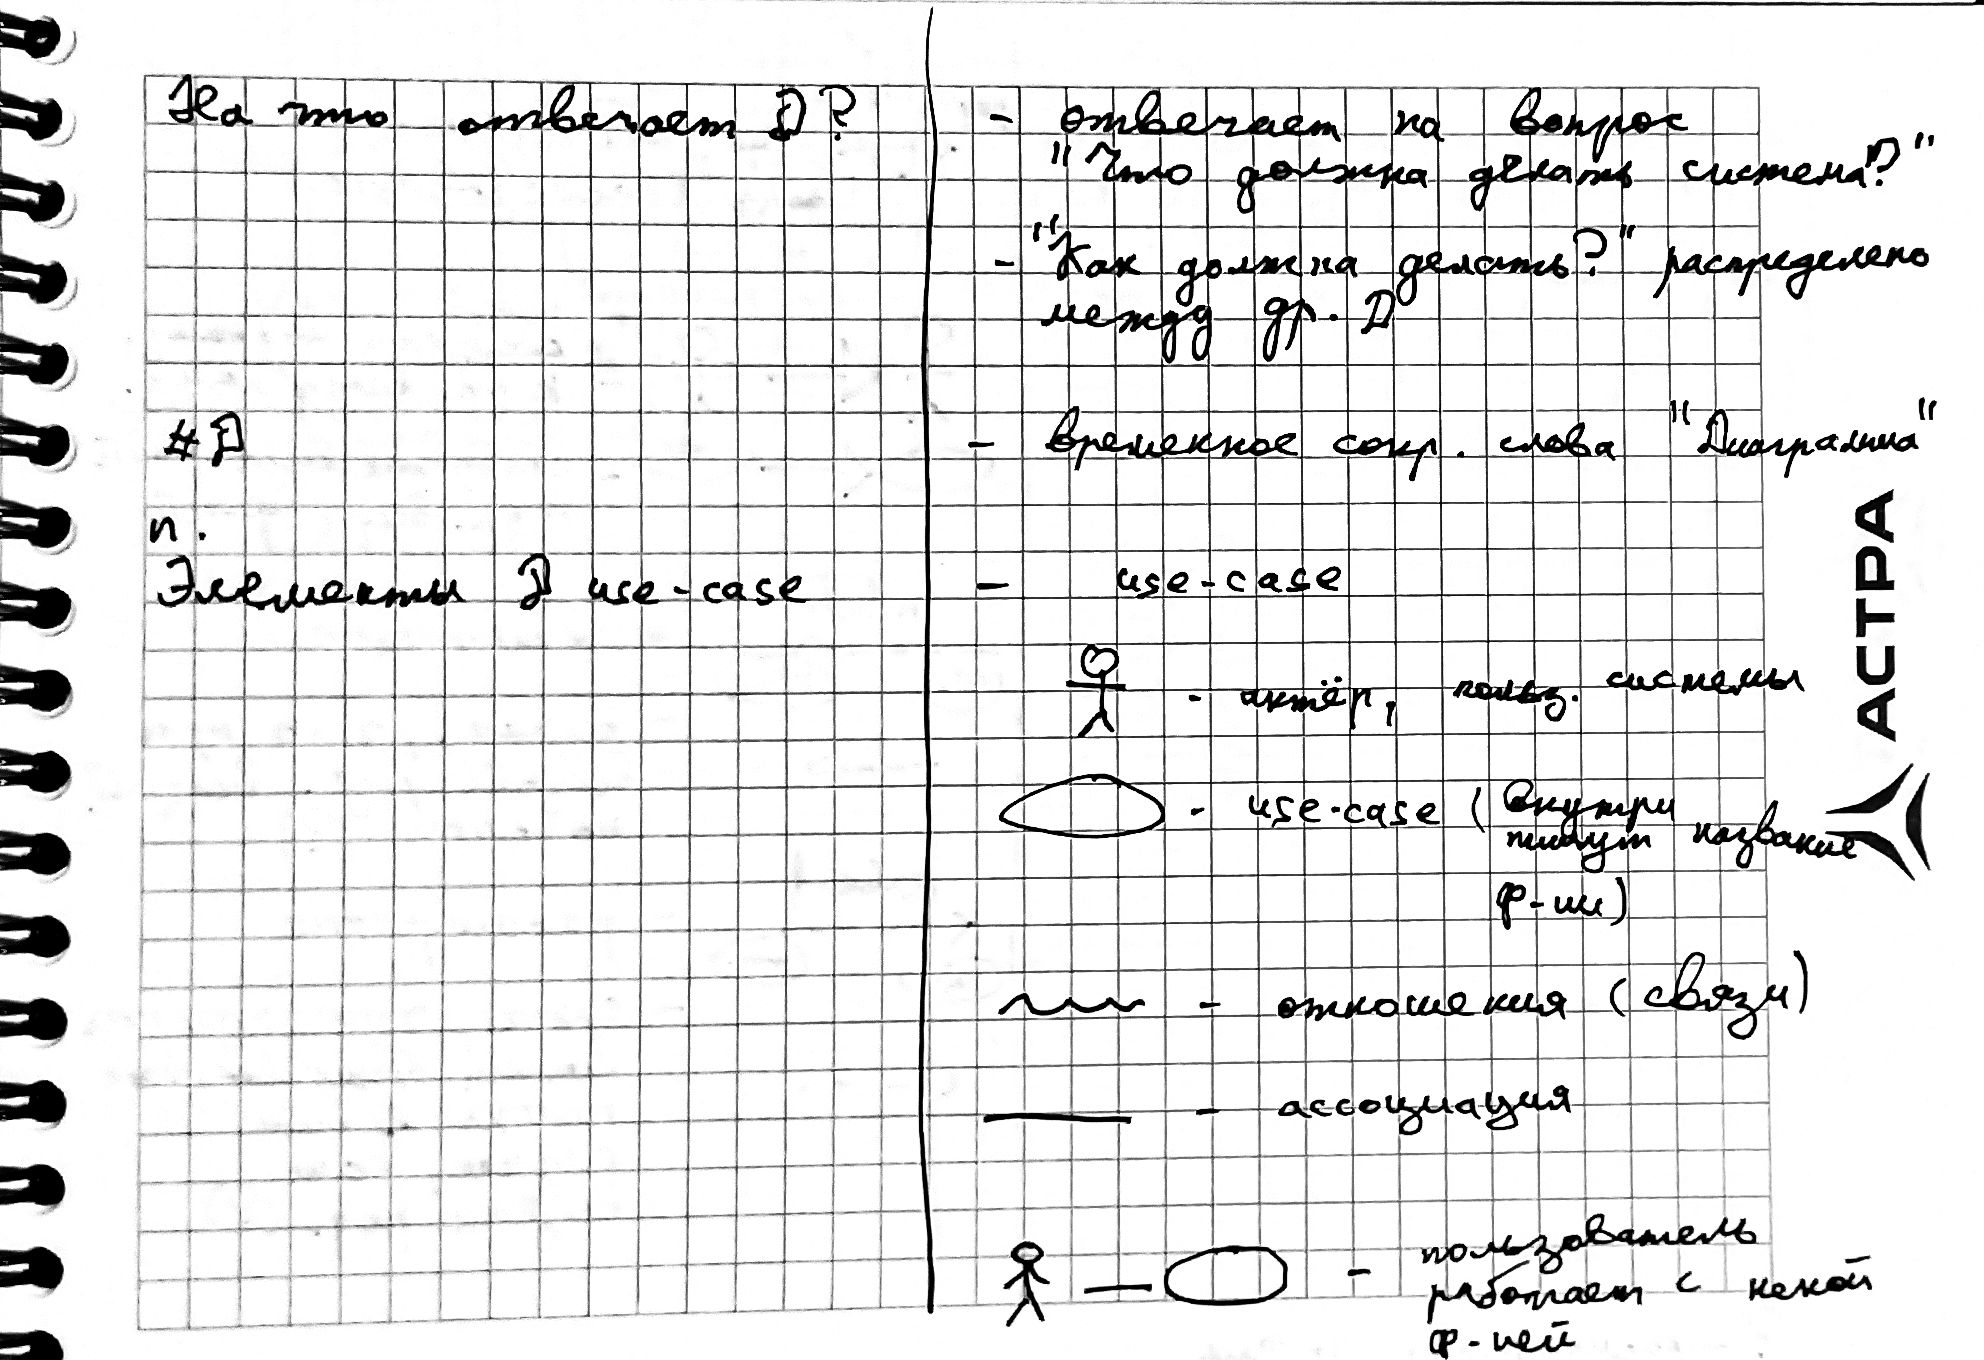 На что отвечает D?
- отвечает на вопрос
"Что должна делать система?"
- "Как должна делать?" распределено
между др. D
# D
- временное сокр. слова "Диаграмма"
п.
Элементы D use-case
- use-case
- актёр, польз. системы
- use-case (внутри
пишут название
ф-ии)
- отношения (связи)
- ассоциация
- пользователь
работает с некой
ф-цей
АСТРА